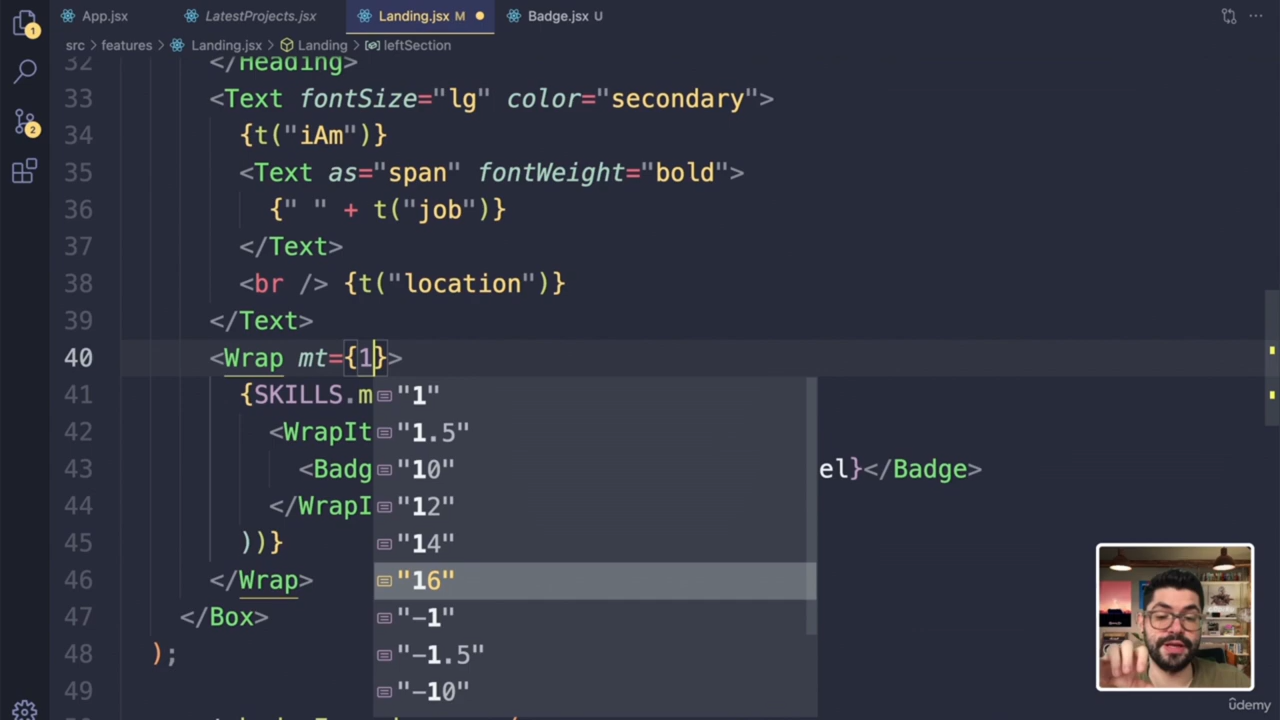 1
App.jsx LatestProjects.jsx Landing.jsx M Badge.jsx U
src > features > Landing.jsx > Landing > leftSection
32 </Heading>
33 <Text fontSize="lg" color="secondary">
34 {t("iAm")}
35 <Text as="span" fontWeight="bold">
36 {" " + t("job")}
2
37 </Text>
38 <br /> {t("location")}
39 </Text>
40 <Wrap mt={1}>
41 {SKILLS.m
"1"
42 <WrapIt
"1.5"
43 <Badg
"10"
el}</Badge>
44 </WrapI
"12"
45 ))}
"14"
46 </Wrap>
"16"
47 </Box>
"-1"
48 );
"-1.5"
49
"-10"
ûdemy